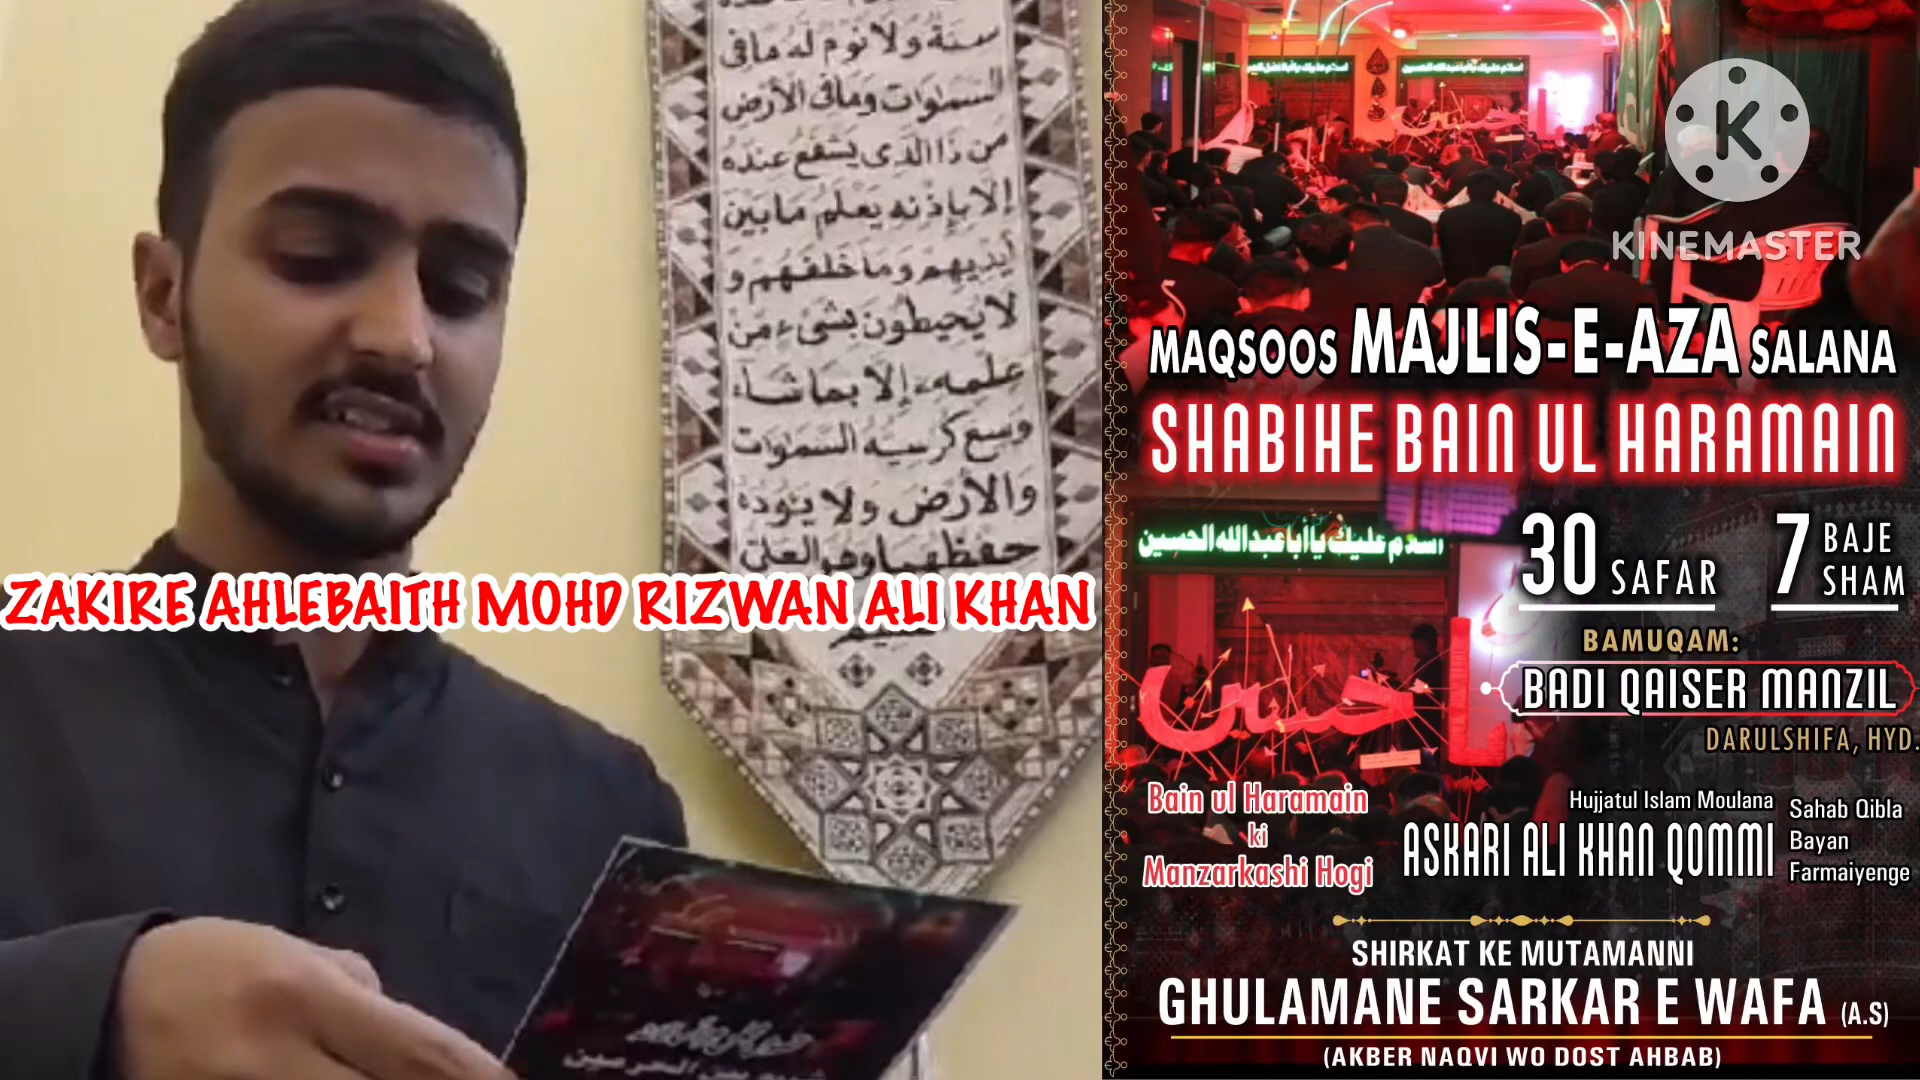 سنة ولا نوم له ما في
السماوات وما في الأرض
من ذا الذي يشفع عنده
إلا بإذنه يعلم ما بين
أيديهم وما خلفهم و
لا يحيطون بشيء من
علمه إلا بما شاء
وسع كرسيه السموات
والأرض ولا يئوده
حفظهما وهو العلي
ZAKIRE AHLEBAITH MOHD RIZWAN ALI KHAN
KINEMASTER
MAQSOOS MAJLIS-E-AZA SALANA
SHABIHE BAIN UL HARAMAIN
السلام عليك يا أبا عبد الله الحسين
30 SAFAR 7 BAJE SHAM
BAMUQAM:
BADI QAISER MANZIL
DARULSHIFA, HYD.
حسين
Bain ul Haramain
ki
Manzarkashi Hogi
Hujjatul Islam Moulana
ASKARI ALI KHAN QOMMI
Sahab Qibla
Bayan
Farmaiyenge
SHIRKAT KE MUTAMANNI
GHULAMANE SARKAR E WAFA (A.S)
(AKBER NAQVI WO DOST AHBAB)